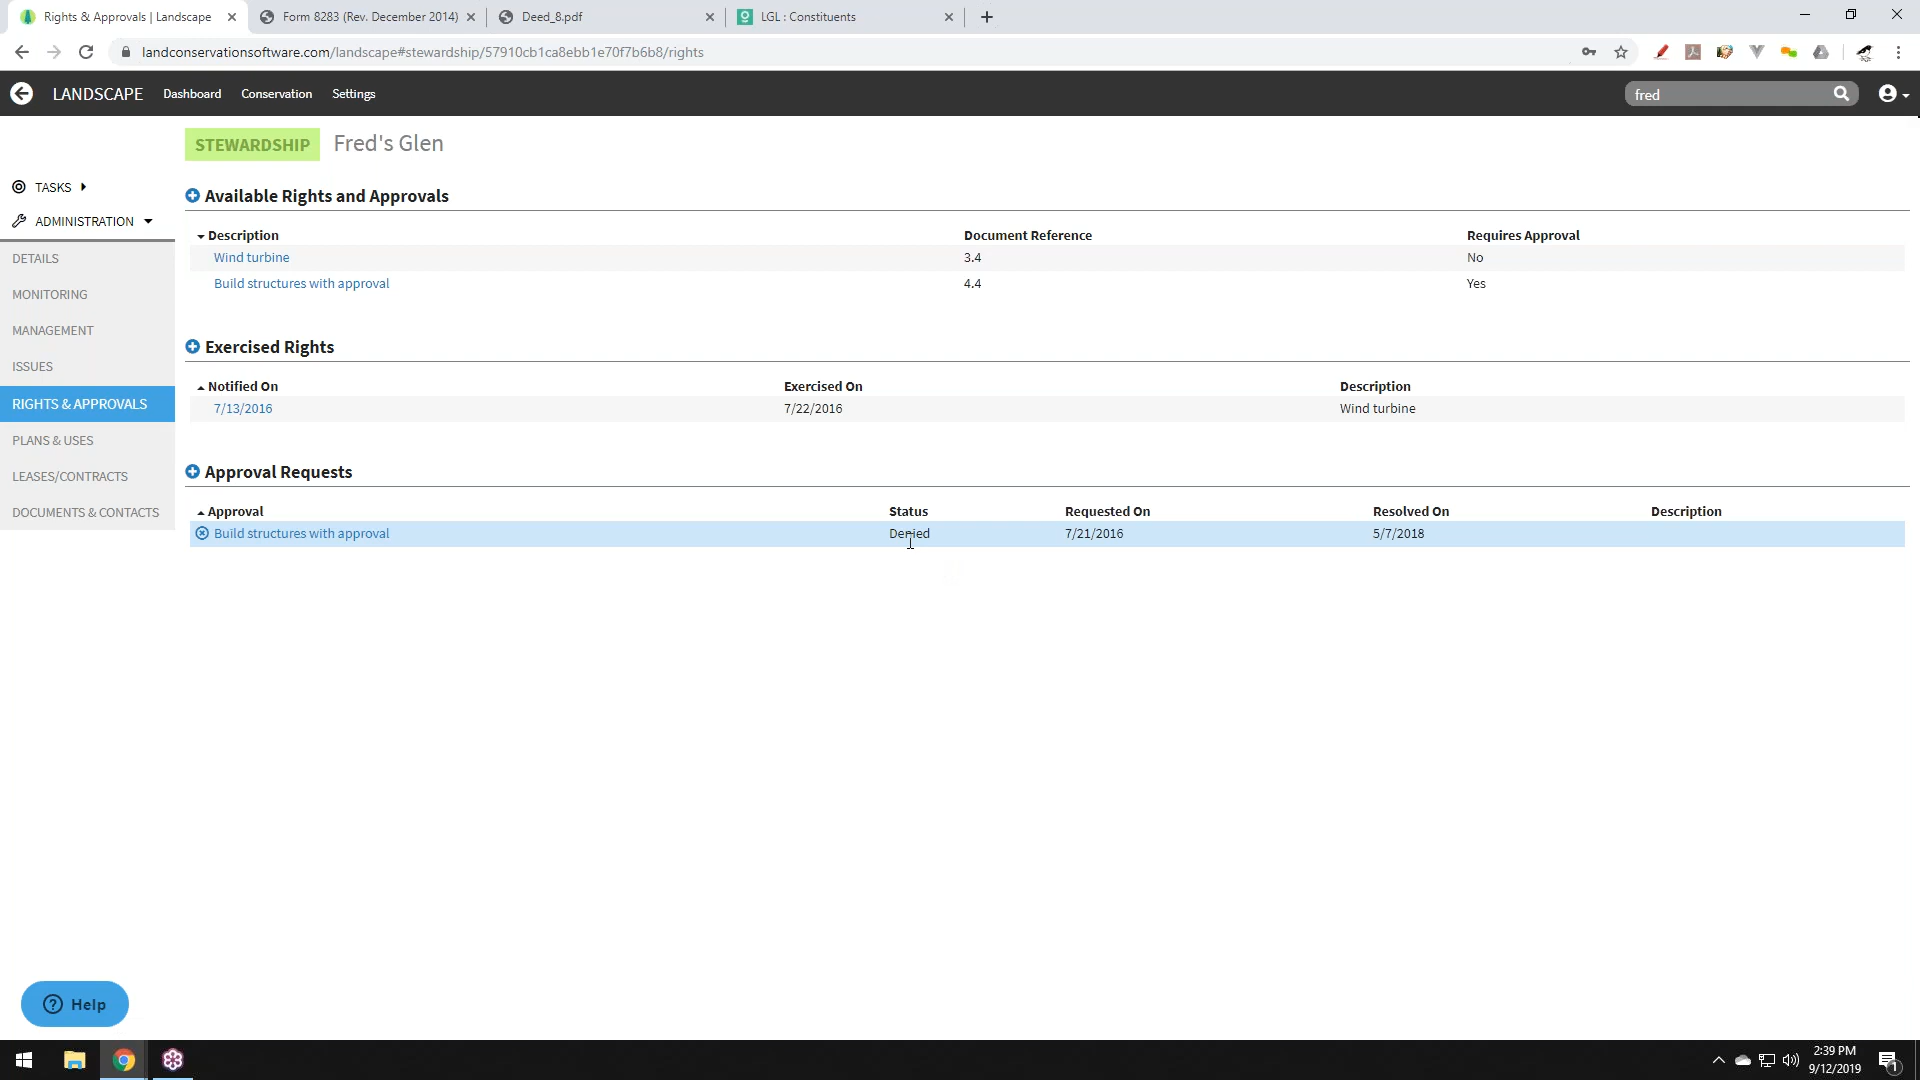 Rights & Approvals | Landscape
Form 8283 (Rev. December 2014)
Deed_8.pdf
LGL : Constituents
landconservationsoftware.com/landscape#stewardship/57910cb1ca8ebb1e70f7b6b8/rights
LANDSCAPE Dashboard Conservation Settings
fred
STEWARDSHIP Fred's Glen
TASKS
ADMINISTRATION
DETAILS
MONITORING
MANAGEMENT
ISSUES
RIGHTS & APPROVALS
PLANS & USES
LEASES/CONTRACTS
DOCUMENTS & CONTACTS
Available Rights and Approvals
Description Document Reference Requires Approval
Wind turbine 3.4 No
Build structures with approval 4.4 Yes
Exercised Rights
Notified On Exercised On Description
7/13/2016 7/22/2016 Wind turbine
Approval Requests
Approval Status Requested On Resolved On Description
Build structures with approval Denied 7/21/2016 5/7/2018
? Help
2:39 PM
9/12/2019
1